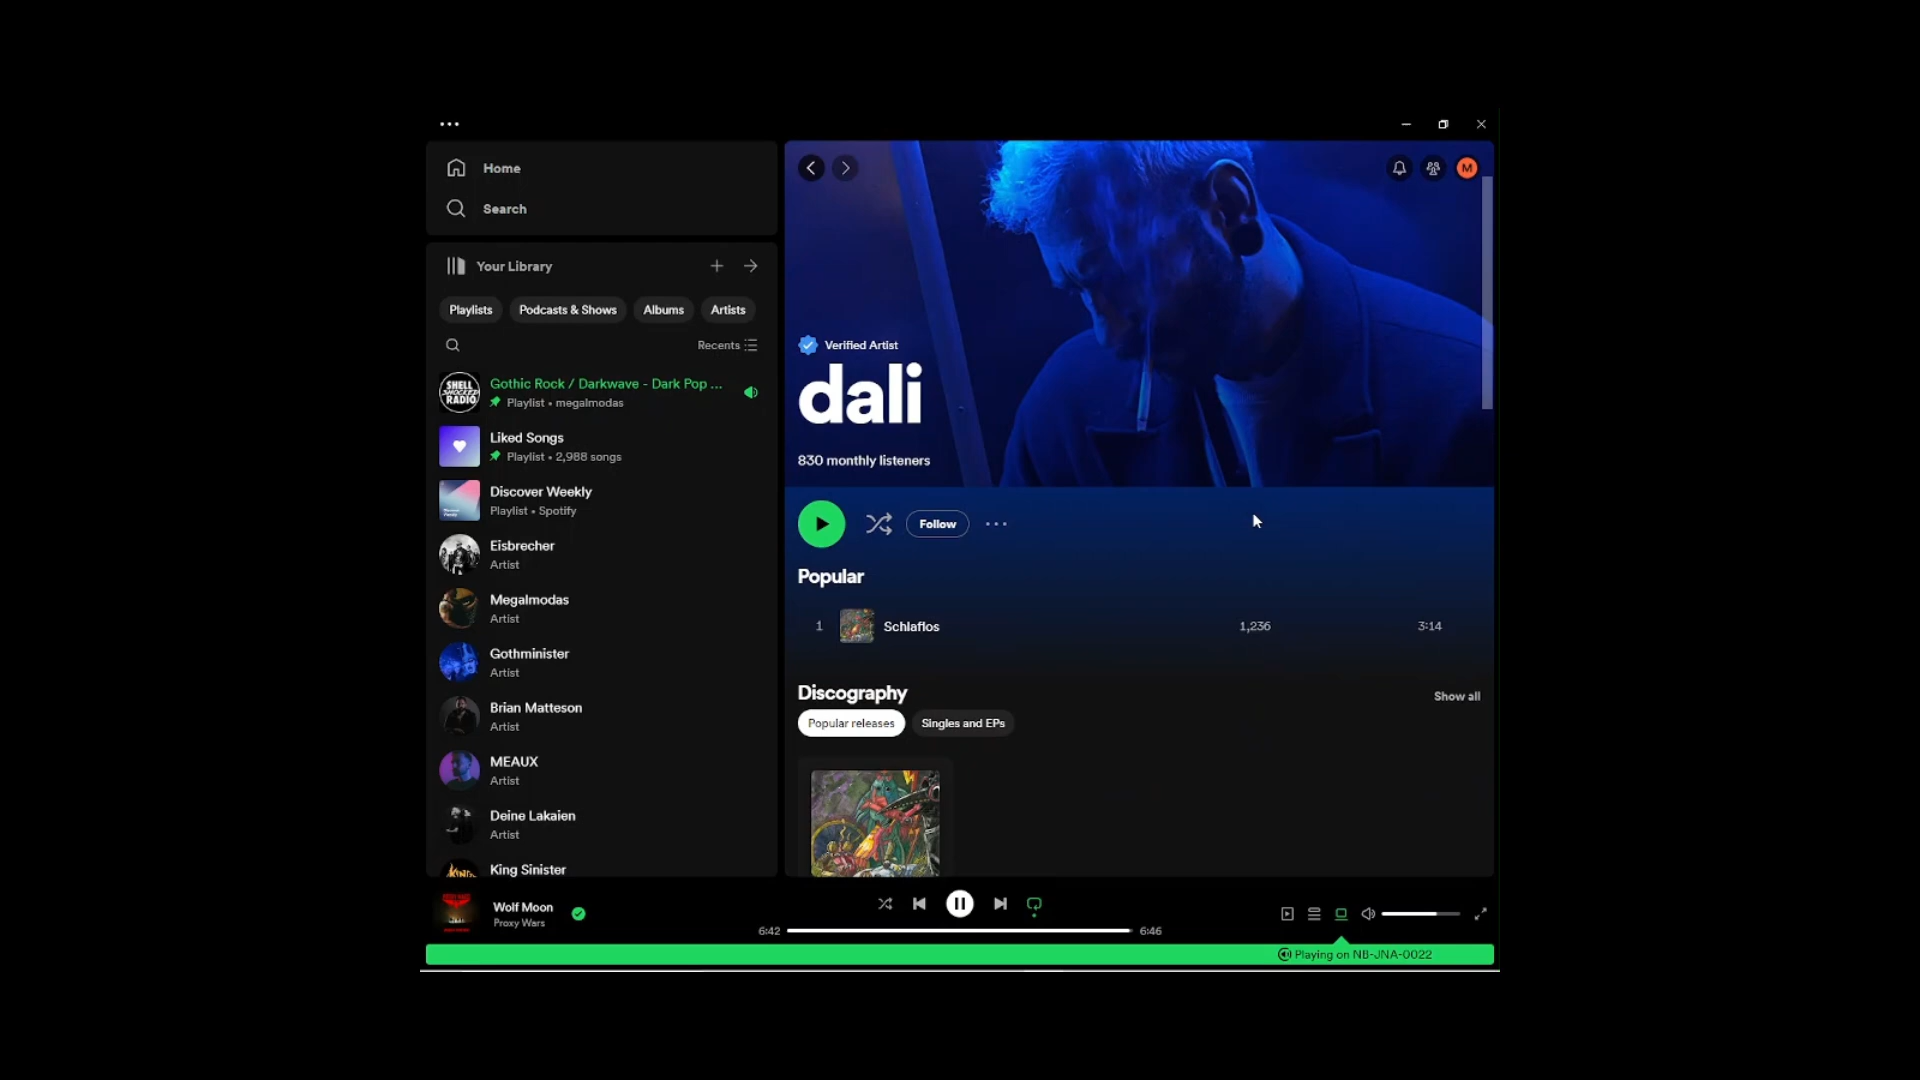 Home
Search
Your Library
Playlists
Podcasts & Shows
Albums
Artists
Recents
SHELL SHOCKED RADIO
Gothic Rock / Darkwave - Dark Pop ...
Playlist • megalmodas
Liked Songs
Playlist • 2,988 songs
Discover Weekly
Playlist • Spotify
Eisbrecher
Artist
Megalmodas
Artist
Gothminister
Artist
Brian Matteson
Artist
MEAUX
Artist
Deine Lakaien
Artist
King Sinister
M
Verified Artist
dali
830 monthly listeners
Follow
Popular
1 Schlaflos 1,236 3:14
Discography
Show all
Popular releases
Singles and EPs
Wolf Moon
Proxy Wars
6:42
6:46
Playing on NB-JNA-0022